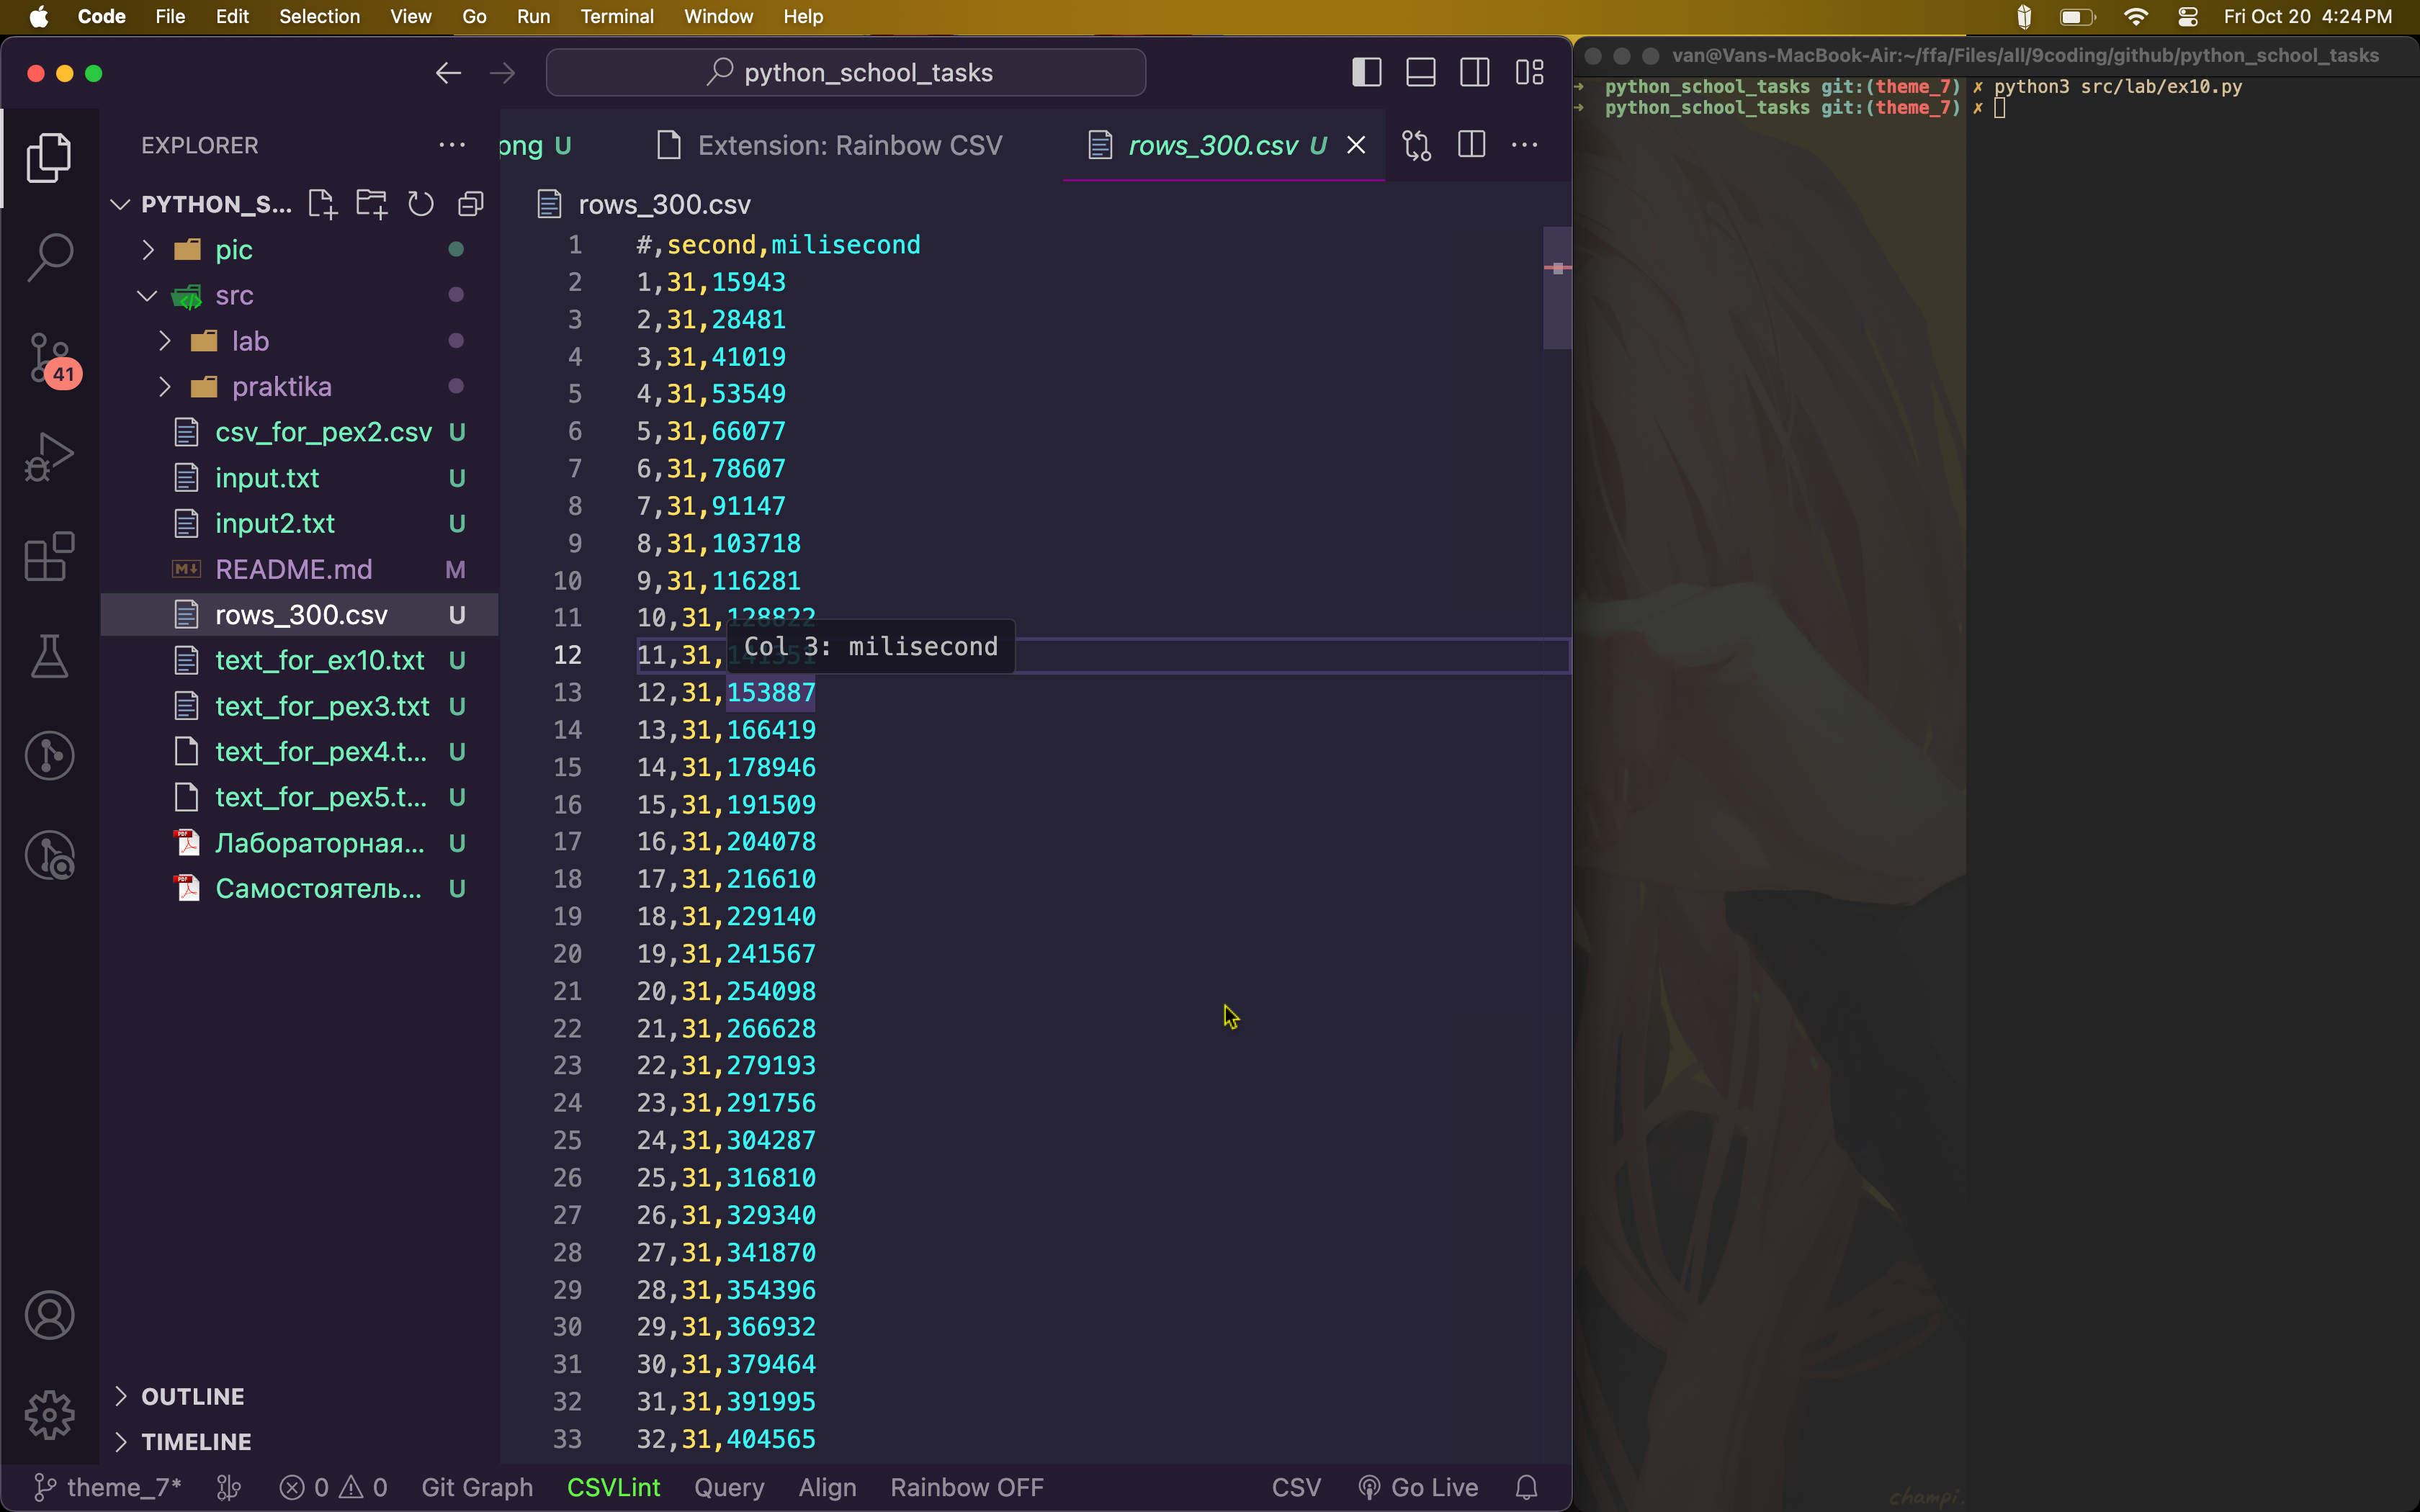 Code File Edit Selection View Go Run Terminal Window Help
Fri Oct 20 4:24 PM
python_school_tasks
van@Vans-MacBook-Air:~/ffa/Files/all/9coding/github/python_school_tasks
➜ python_school_tasks git:(theme_7) ✗ python3 src/lab/ex10.py
➜ python_school_tasks git:(theme_7) ✗
EXPLORER
PYTHON_S...
pic
src
lab
praktika
csv_for_pex2.csv U
input.txt U
input2.txt U
README.md M
rows_300.csv U
text_for_ex10.txt U
text_for_pex3.txt U
text_for_pex4.t... U
text_for_pex5.t... U
Лабораторная... U
Самостоятель... U
OUTLINE
TIMELINE
41
png U
Extension: Rainbow CSV
rows_300.csv U
rows_300.csv
1 #,second,milisecond
2 1,31,15943
3 2,31,28481
4 3,31,41019
5 4,31,53549
6 5,31,66077
7 6,31,78607
8 7,31,91147
9 8,31,103718
10 9,31,116281
11 10,31,128822
12 11,31,141351
Col 3: milisecond
13 12,31,153887
14 13,31,166419
15 14,31,178946
16 15,31,191509
17 16,31,204078
18 17,31,216610
19 18,31,229140
20 19,31,241567
21 20,31,254098
22 21,31,266628
23 22,31,279193
24 23,31,291756
25 24,31,304287
26 25,31,316810
27 26,31,329340
28 27,31,341870
29 28,31,354396
30 29,31,366932
31 30,31,379464
32 31,31,391995
33 32,31,404565
theme_7* 0 0 Git Graph CSVLint Query Align Rainbow OFF CSV Go Live
champi.